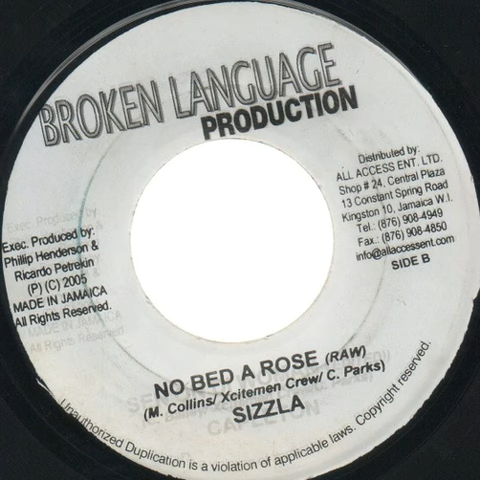 BROKEN LANGUAGE
PRODUCTION
Exec. Produced by:
Phillip Henderson &
Ricardo Petrekin
(P) (C) 2005
MADE IN JAMAICA
All Rights Reserved.
Distributed by:
ALL ACCESS ENT. LTD.
Shop # 24, Central Plaza
13 Constant Spring Road
Kingston 10, Jamaica W.I.
Tel.: (876) 908-4949
Fax.: (876) 908-4850
info@allaccessent.com
SIDE B
NO BED A ROSE (RAW)
(M. Collins/ Xcitemen Crew/ C. Parks)
SIZZLA
Unauthorized Duplication is a violation of applicable laws. Copyright reserved.